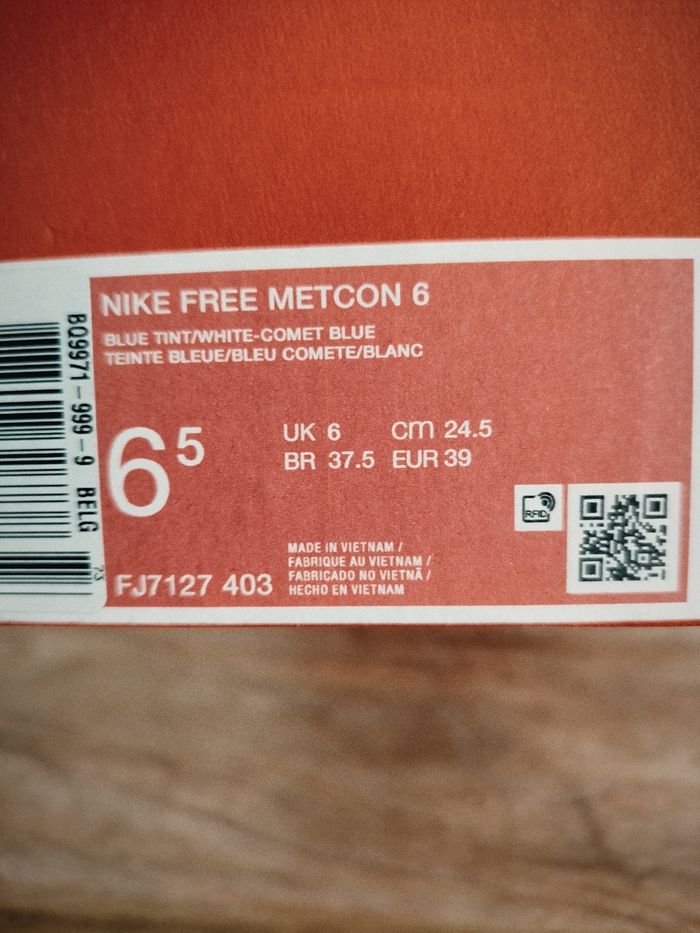 NIKE FREE METCON 6
BLUE TINT/WHITE-COMET BLUE
TEINTE BLEUE/BLEU COMETE/BLANC
6 5
UK 6 cm 24.5
BR 37.5 EUR 39
RFID
MADE IN VIETNAM /
FABRIQUE AU VIETNAM /
FABRICADO NO VIETNÃ /
HECHO EN VIETNAM
FJ7127 403
BQ9971-999-9 BELG
73